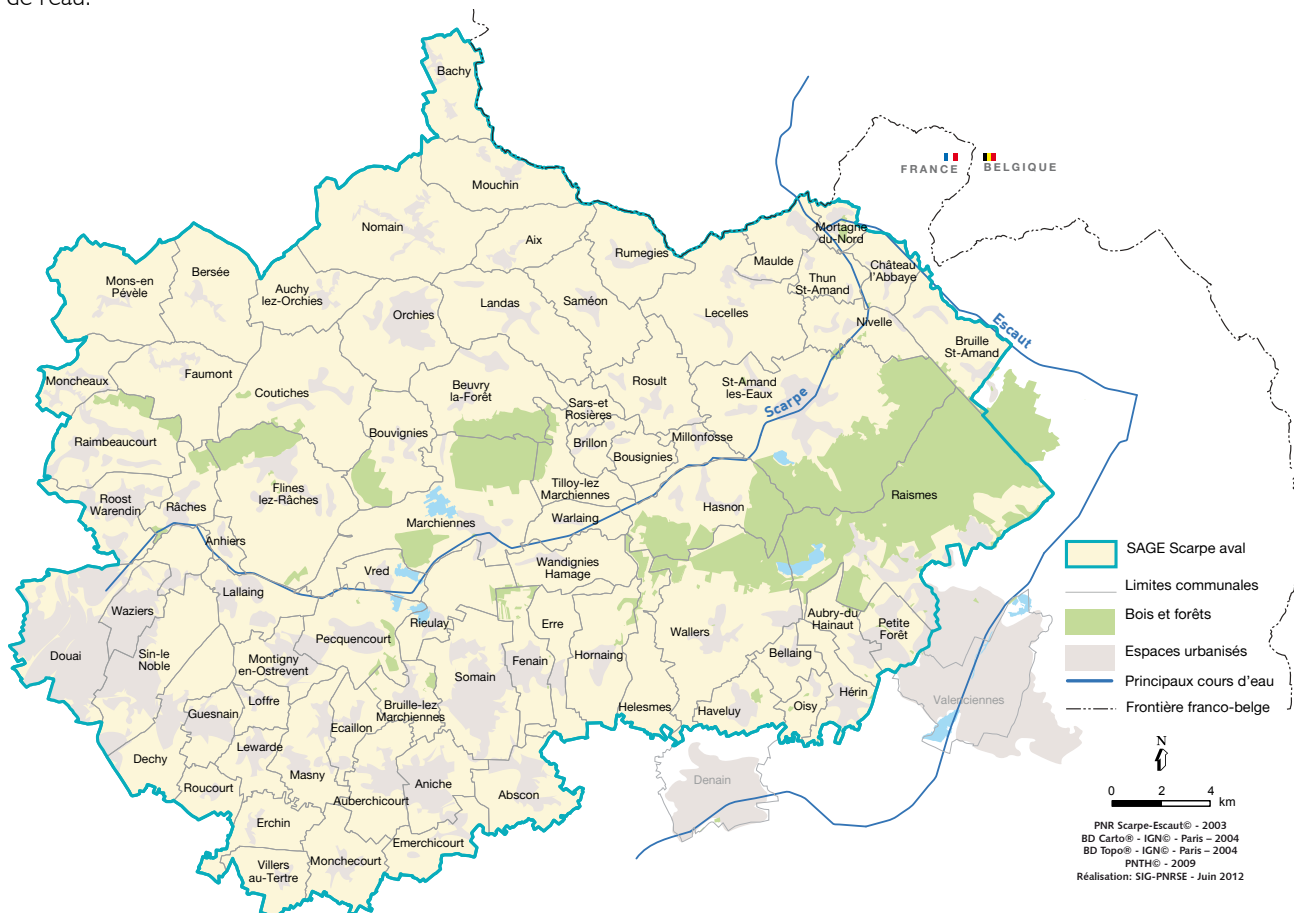 de l'eau.
Bachy
FRANCE
BELGIQUE
Mouchin
Nomain
Mortagne
du-Nord
Aix
Rumegies
Maulde
Château
l'Abbaye
Thun
St-Amand
Mons-en
Pévèle
Bersée
Auchy
lez-Orchies
Landas
Saméon
Orchies
Lecelles
Nivelle
Escaut
Bruille
St-Amand
Moncheaux
Faumont
Coutiches
Beuvry
la-Forêt
Rosult
St-Amand
les-Eaux
Sars-et
Rosières
Scarpe
Raimbeaucourt
Bouvignies
Brillon
Millonfosse
Bousignies
Roost
Warendin
Râches
Flines
lez-Râches
Tilloy-lez
Marchiennes
Raismes
Hasnon
Marchiennes
Warlaing
Anhiers
Wandignies
Hamage
Vred
Lallaing
Waziers
Rieulay
Erre
Aubry-du
Hainaut
Petite
Forêt
Pecquencourt
Wallers
Douai
Sin-le
Noble
Montigny
en-Ostrevent
Fenain
Hornaing
Bellaing
Somain
Loffre
Hérin
Guesnain
Bruille-lez
Marchiennes
Helesmes
Haveluy
Oisy
Ecaillon
Valenciennes
Lewarde
Dechy
Masny
Aniche
Denain
Roucourt
Auberchicourt
Abscon
Erchin
Emerchicourt
Villers
au-Tertre
Monchecourt
SAGE Scarpe aval
Limites communales
Bois et forêts
Espaces urbanisés
Principaux cours d'eau
Frontière franco-belge
N
0 2 4 km
PNR Scarpe-Escaut© - 2003
BD Carto® - IGN© - Paris – 2004
BD Topo® - IGN© - Paris – 2004
PNTH© - 2009
Réalisation: SIG-PNRSE - Juin 2012